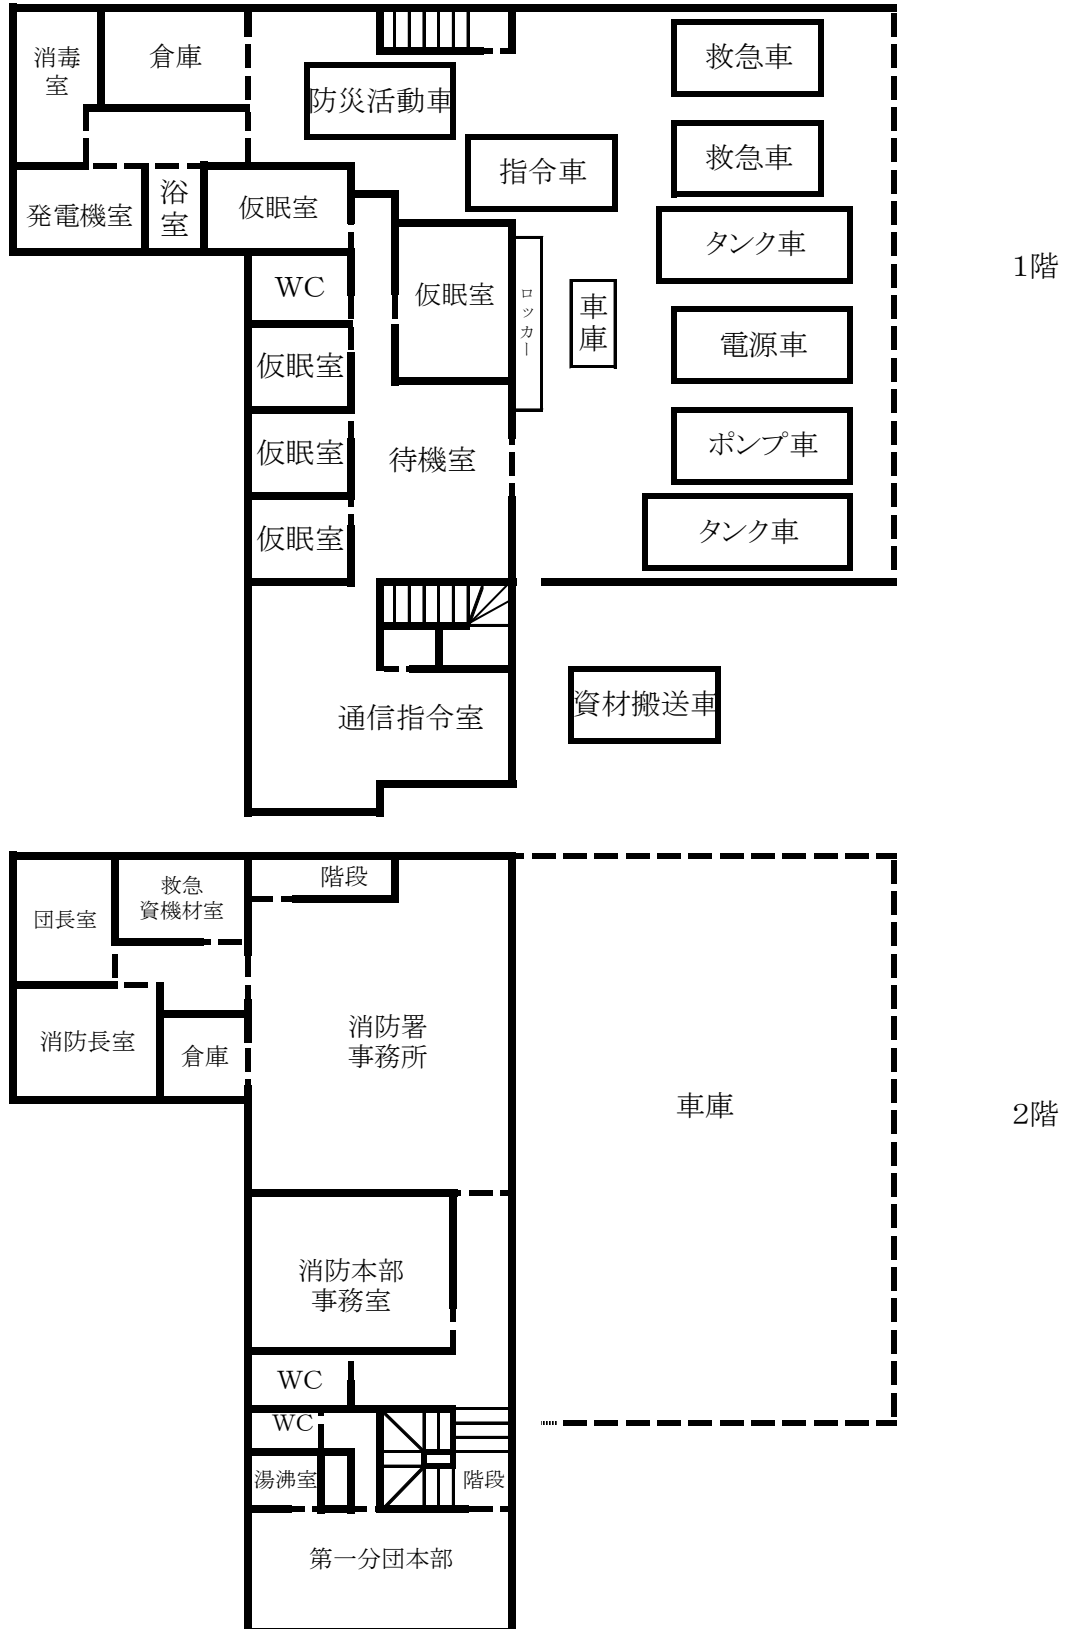 消毒
室
倉庫
救急車
防災活動車
救急車
指令車
発電機室
浴
室
仮眠室
タンク車
1階
WC
仮眠室
ロッカー
車
庫
電源車
仮眠室
仮眠室
待機室
ポンプ車
仮眠室
タンク車
通信指令室
資材搬送車
階段
救急
資機材室
団長室
消防長室
倉庫
消防署
事務所
車庫
2階
消防本部
事務室
WC
WC
湯沸室
階段
第一分団本部